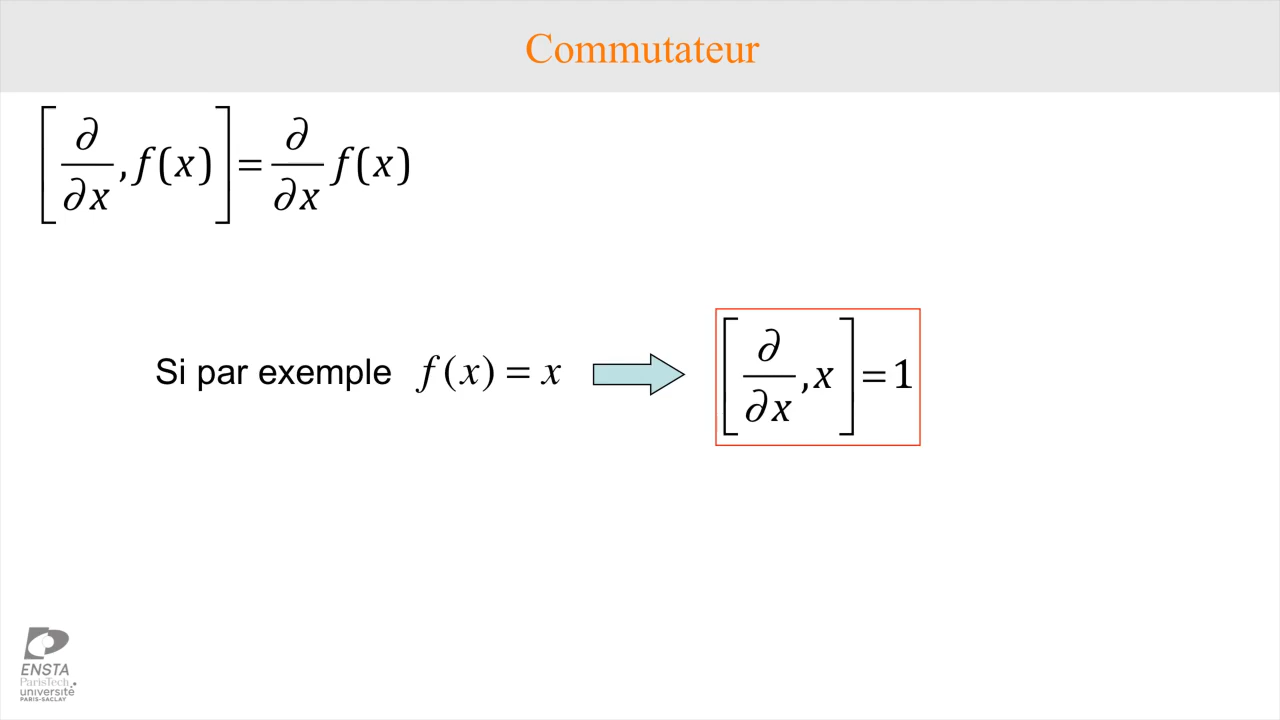 Commutateur
[∂/∂x, f(x)] = ∂/∂x f(x)
Si par exemple f(x) = x [∂/∂x, x] = 1
ENSTA
ParisTech
université
PARIS-SACLAY